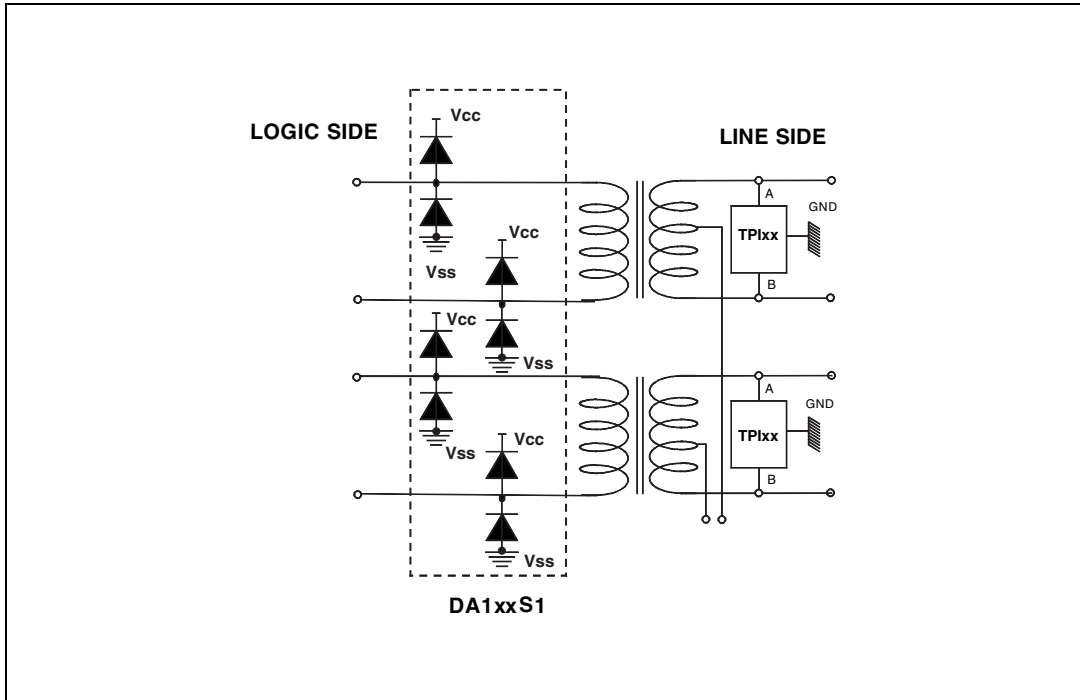 Vcc
LOGIC SIDE
LINE SIDE
A
GND
TPIxx
Vcc
Vss
B
Vcc
Vss
A
GND
TPIxx
Vcc
Vss
B
Vss
DA1xxS1